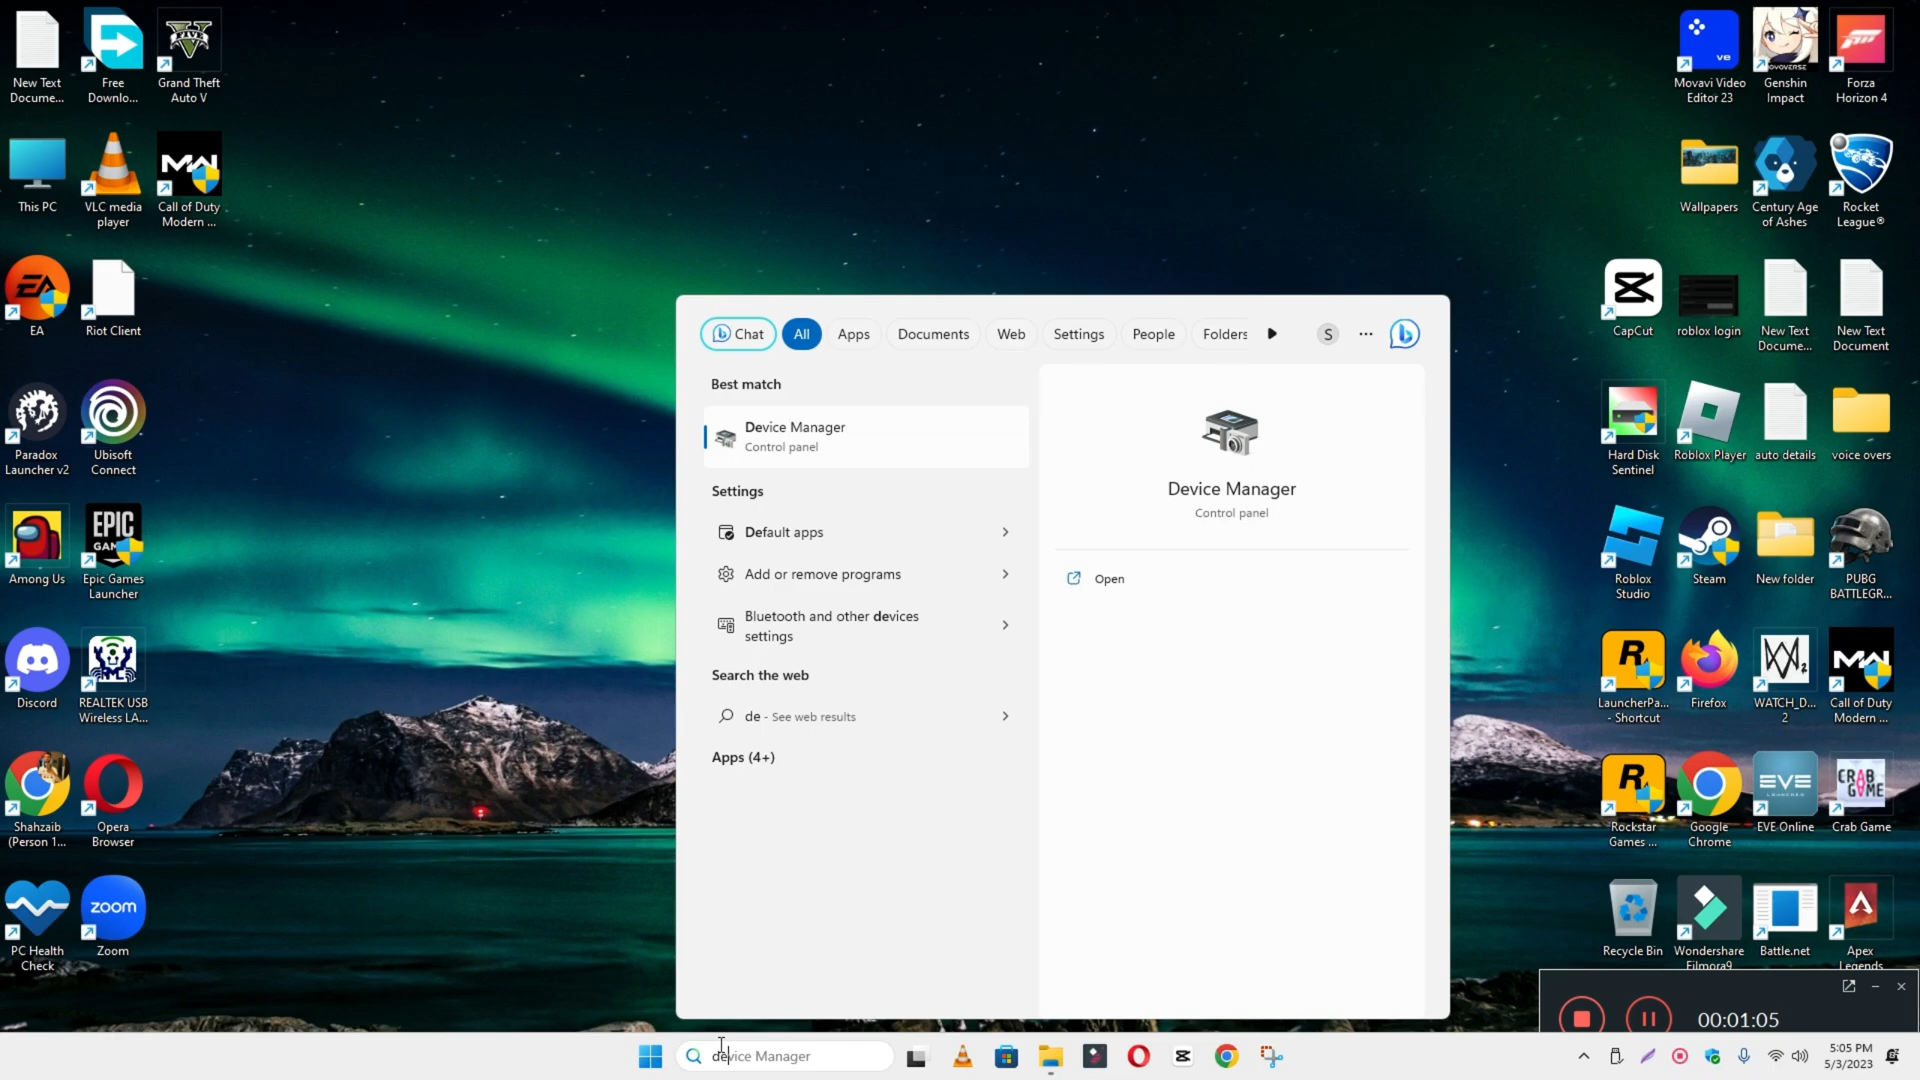 New Text
Docume...
Free
Downlo...
Grand Theft
Auto V
This PC
VLC media
player
Call of Duty
Modern ...
EA
Riot Client
Paradox
Launcher v2
Ubisoft
Connect
Among Us
EPIC
GAM
Epic Games
Launcher
Discord
REALTEK USB
Wireless LA...
Shahzaib
(Person 1...
Opera
Browser
PC Health
Check
zoom
Zoom
Chat
All
Apps
Documents
Web
Settings
People
Folders
S
...
Best match
Device Manager
Control panel
Settings
Default apps
Add or remove programs
Bluetooth and other devices
settings
Search the web
de - See web results
Apps (4+)
Device Manager
Control panel
Open
ve
Movavi Video
Editor 23
Genshin
Impact
Forza
Horizon 4
Wallpapers
Century Age
of Ashes
Rocket
League®
CapCut
roblox login
New Text
Docume...
New Text
Document
Hard Disk
Sentinel
Roblox Player
auto details
voice overs
Roblox
Studio
Steam
New folder
PUBG
BATTLEGR...
LauncherPa...
- Shortcut
Firefox
WATCH_D...
2
Call of Duty
Modern ...
Rockstar
Games ...
Google
Chrome
EVE
EVE Online
CRAB
GAME
Crab Game
Recycle Bin
Wondershare
Filmora9
Battle.net
Apex
Legends
00:01:05
device Manager
5:05 PM
5/3/2023